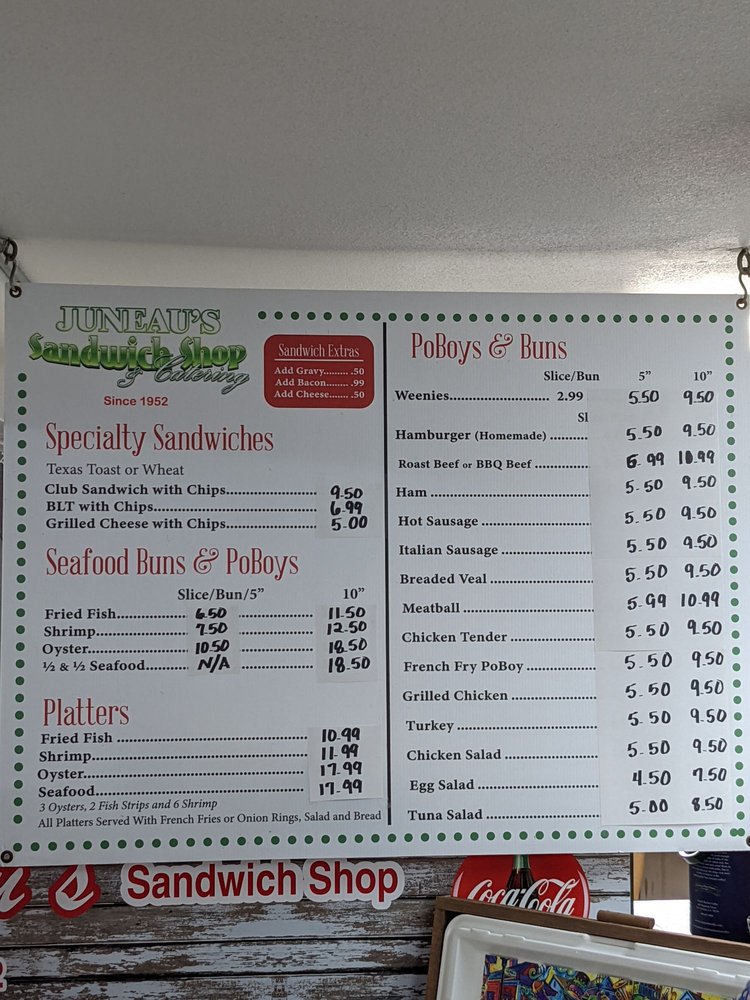 JUNEAU'S
Sandwich Shop
& Catering
Since 1952
Sandwich Extras
Add Gravy......... .50
Add Bacon........ .99
Add Cheese....... .50
Specialty Sandwiches
Texas Toast or Wheat
Club Sandwich with Chips 9.50
BLT with Chips 6.99
Grilled Cheese with Chips 5.00
Seafood Buns & PoBoys
Slice/Bun/5" 10"
Fried Fish 6.50 11.50
Shrimp 7.50 12.50
Oyster 10.50 18.50
½ & ½ Seafood N/A 18.50
Platters
Fried Fish 10.99
Shrimp 11.99
Oyster 17.99
Seafood 17.99
3 Oysters, 2 Fish Strips and 6 Shrimp
All Platters Served With French Fries or Onion Rings, Salad and Bread
PoBoys & Buns
Slice/Bun 5" 10"
Weenies 2.99 5.50 9.50
Sl
Hamburger (Homemade) 5.50 9.50
Roast Beef or BBQ Beef 6.99 10.99
Ham 5.50 9.50
Hot Sausage 5.50 9.50
Italian Sausage 5.50 9.50
Breaded Veal 5.50 9.50
Meatball 5.99 10.99
Chicken Tender 5.50 9.50
French Fry PoBoy 5.50 9.50
Grilled Chicken 5.50 9.50
Turkey 5.50 9.50
Chicken Salad 5.50 9.50
Egg Salad 4.50 7.50
Tuna Salad 5.00 8.50
's Sandwich Shop
Coca-Cola